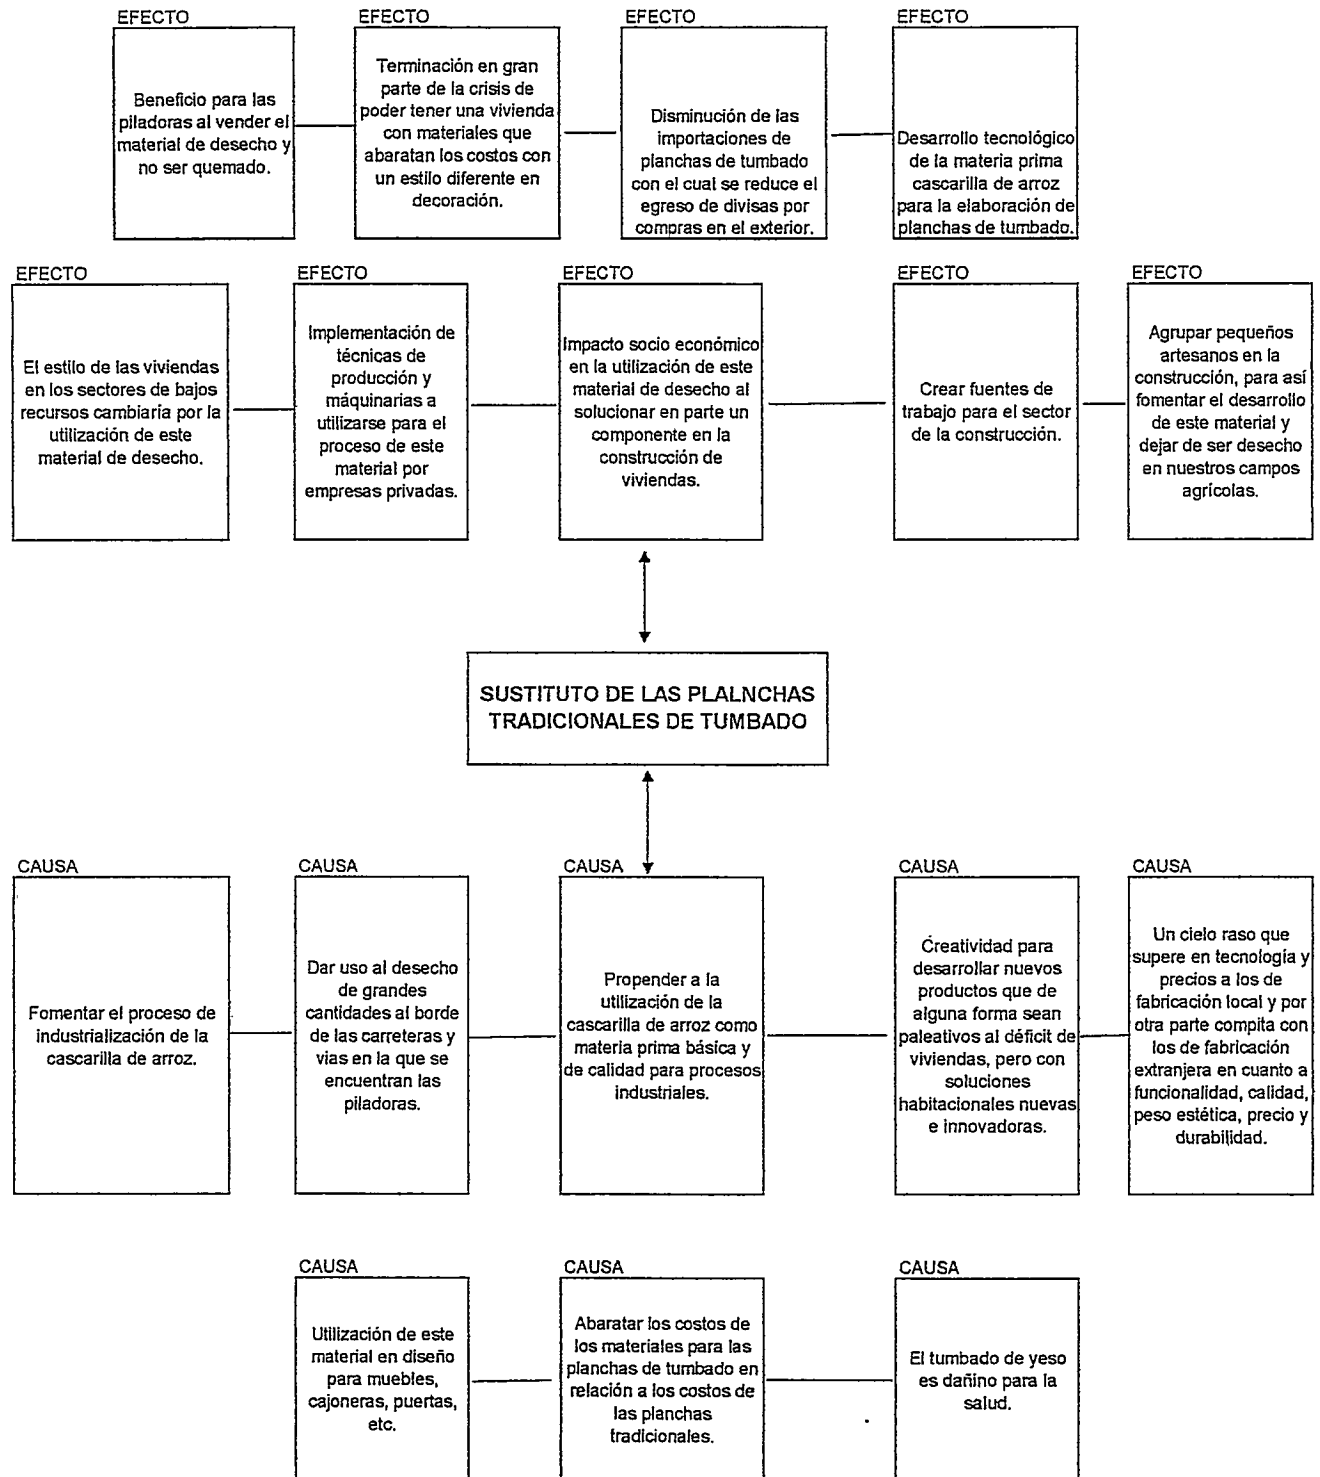 EFECTO
Beneficio para las
piladoras al vender el
material de desecho y
no ser quemado.
EFECTO
Terminación en gran
parte de la crisis de
poder tener una vivienda
con materiales que
abaratan los costos con
un estilo diferente en
decoración.
EFECTO
Disminución de las
importaciones de
planchas de tumbado
con el cual se reduce el
egreso de divisas por
compras en el exterior.
EFECTO
Desarrollo tecnológico
de la materia prima
cascarilla de arroz
para la elaboración de
planchas de tumbado.
EFECTO
El estilo de las viviendas
en los sectores de bajos
recursos cambiaría por la
utilización de este
material de desecho.
EFECTO
Implementación de
técnicas de
producción y
máquinarias a
utilizarse para el
proceso de este
material por
empresas privadas.
EFECTO
Impacto socio económico
en la utilización de este
material de desecho al
solucionar en parte un
componente en la
construcción de
viviendas.
EFECTO
Crear fuentes de
trabajo para el sector
de la construcción.
EFECTO
Agrupar pequeños
artesanos en la
construcción, para así
fomentar el desarrollo
de este material y
dejar de ser desecho
en nuestros campos
agrícolas.
SUSTITUTO DE LAS PLALNCHAS
TRADICIONALES DE TUMBADO
CAUSA
Fomentar el proceso de
industrialización de la
cascarilla de arroz.
CAUSA
Dar uso al desecho
de grandes
cantidades al borde
de las carreteras y
vias en la que se
encuentran las
piladoras.
CAUSA
Propender a la
utilización de la
cascarilla de arroz como
materia prima básica y
de calidad para procesos
industriales.
CAUSA
Creatividad para
desarrollar nuevos
productos que de
alguna forma sean
paleativos al déficit de
viviendas, pero con
soluciones
habitacionales nuevas
e innovadoras.
CAUSA
Un cielo raso que
supere en tecnología y
precios a los de
fabricación local y por
otra parte compita con
los de fabricación
extranjera en cuanto a
funcionalidad, calidad,
peso estética, precio y
durabilidad.
CAUSA
Utilización de este
material en diseño
para muebles,
cajoneras, puertas,
etc.
CAUSA
Abaratar los costos de
los materiales para las
planchas de tumbado en
relación a los costos de
las planchas
tradicionales.
CAUSA
El tumbado de yeso
es dañino para la
salud.